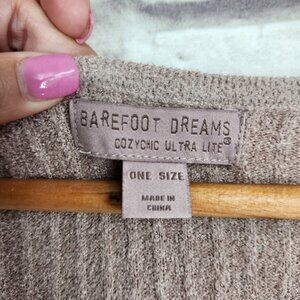 BAREFOOT DREAMS
COZYCHIC ULTRA LITE®
ONE SIZE
MADE IN
CHINA